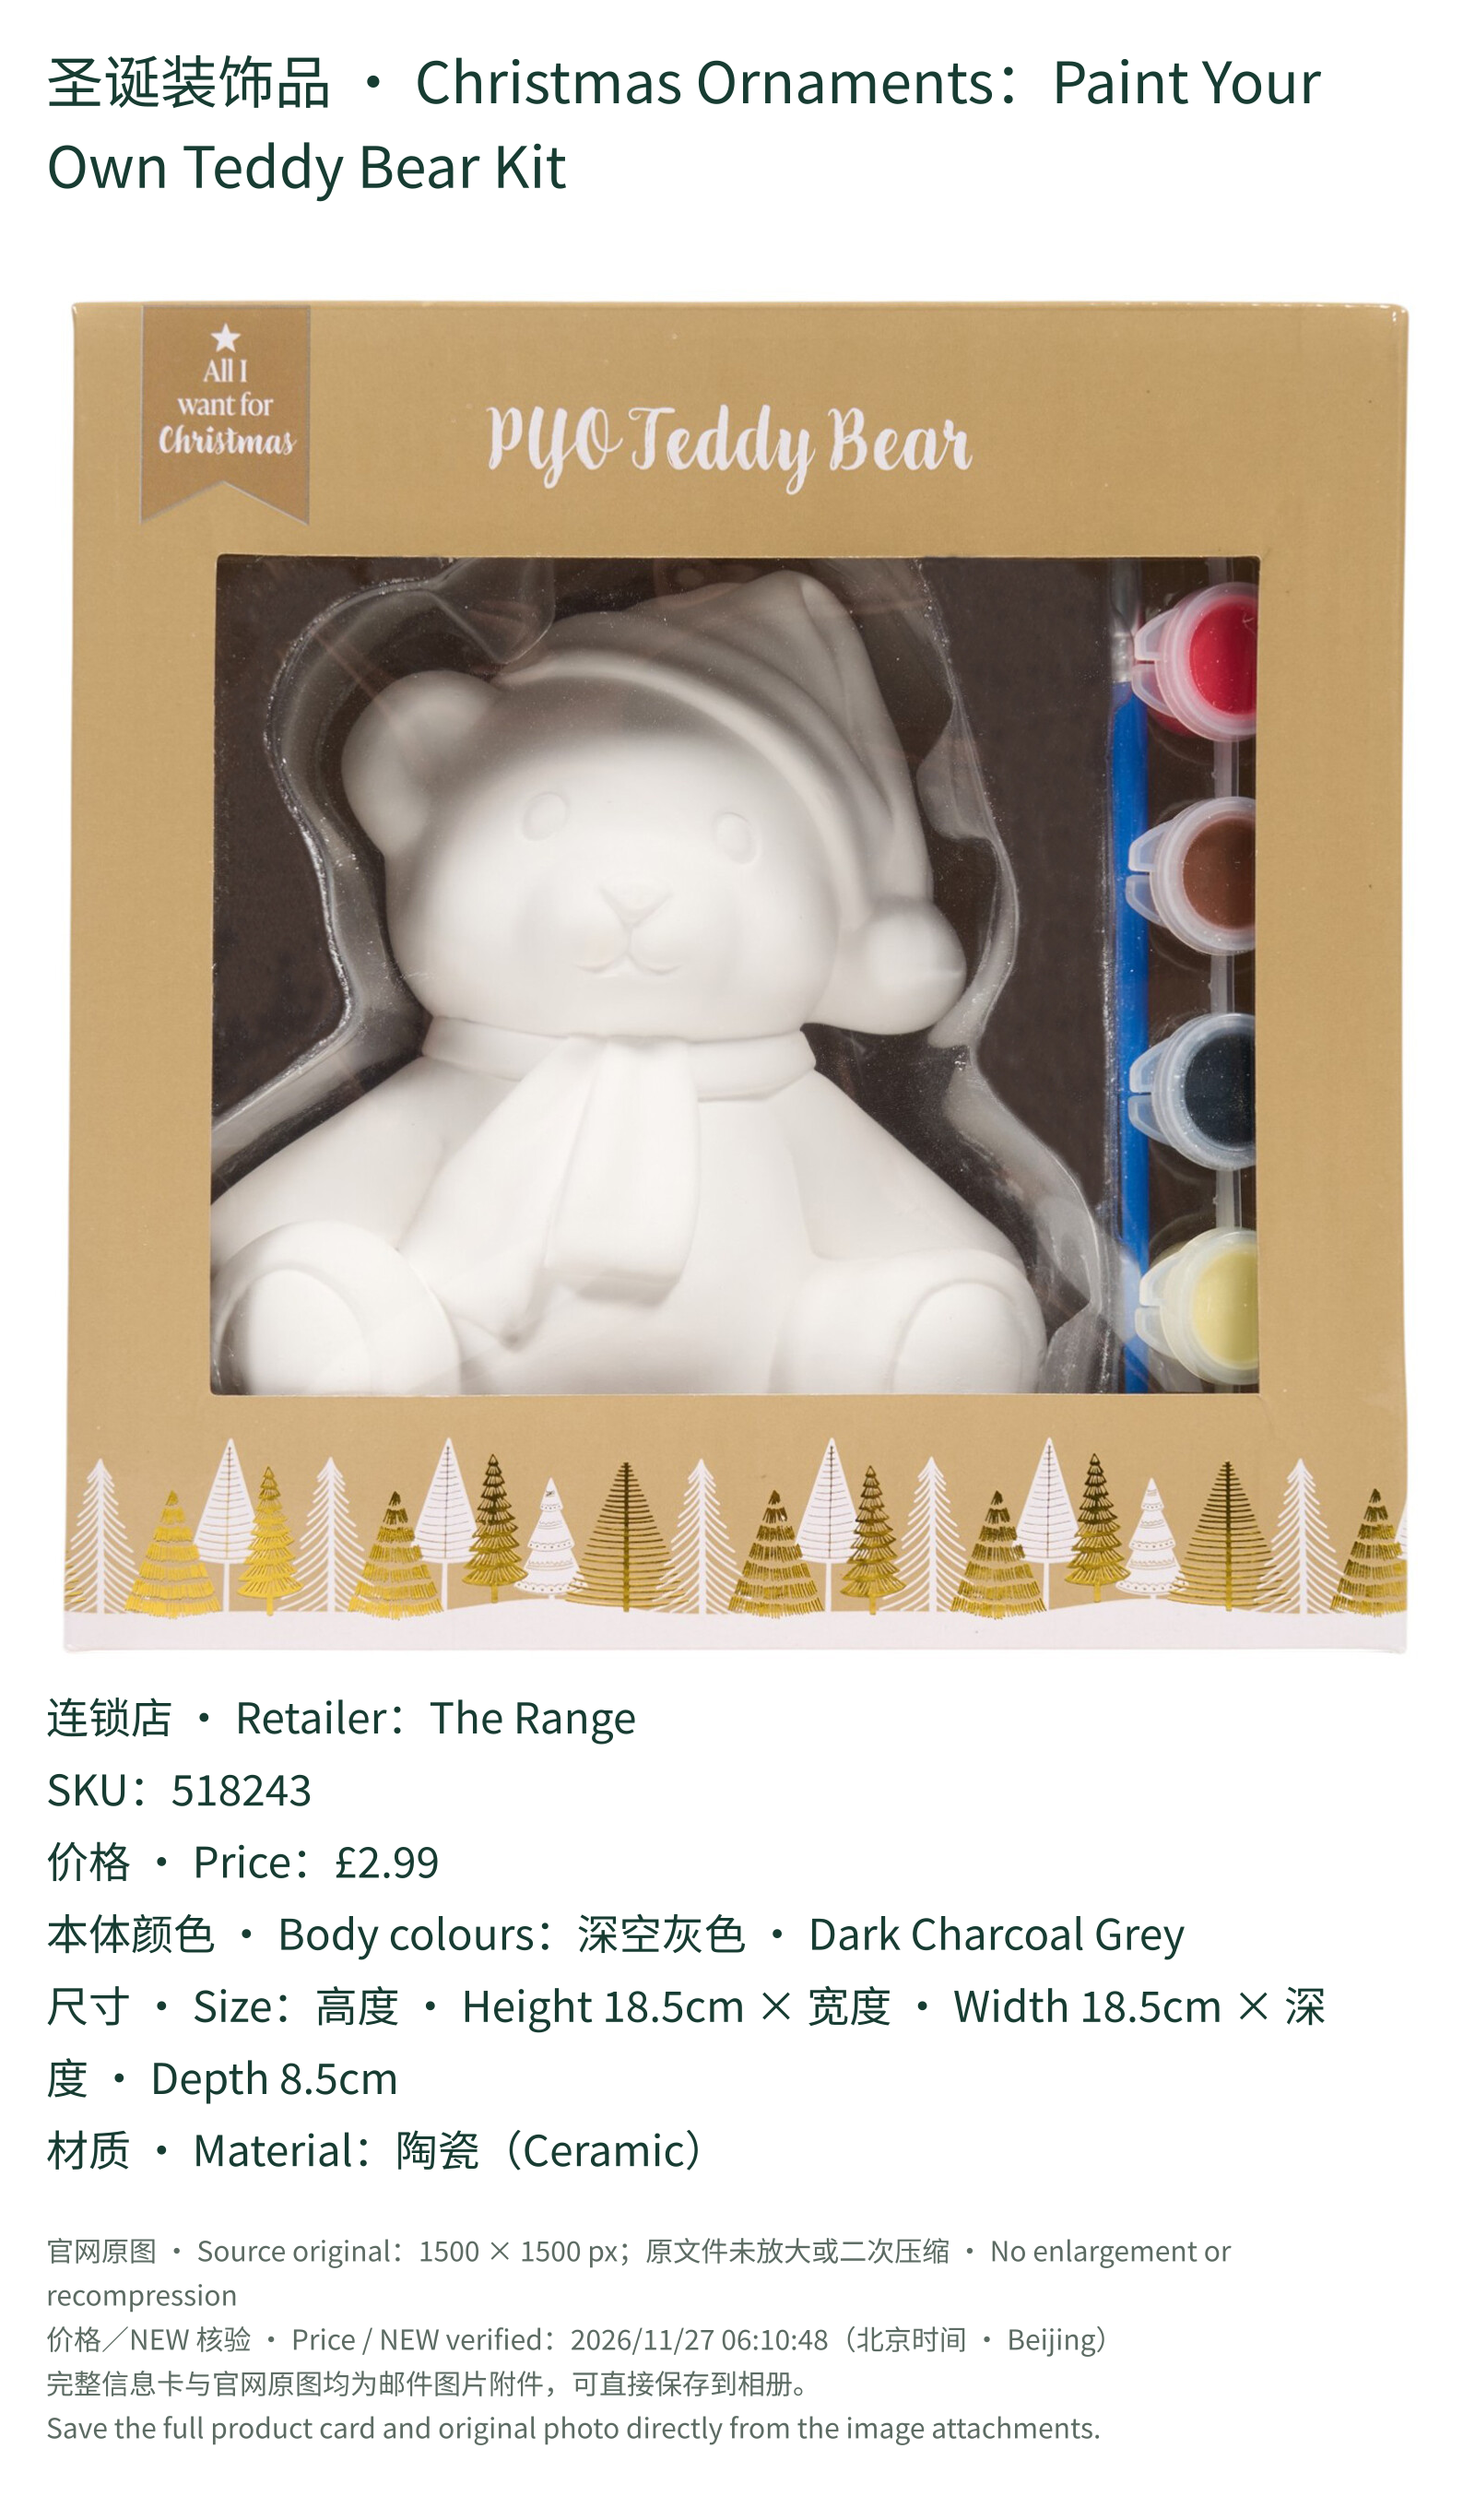 圣诞装饰品 · Christmas Ornaments：Paint Your
Own Teddy Bear Kit
All I
want for
Christmas
PYO Teddy Bear
连锁店 · Retailer：The Range
SKU：518243
价格 · Price：£2.99
本体颜色 · Body colours：深空灰色 · Dark Charcoal Grey
尺寸 · Size：高度 · Height 18.5cm × 宽度 · Width 18.5cm × 深
度 · Depth 8.5cm
材质 · Material：陶瓷（Ceramic）
官网原图 · Source original：1500 × 1500 px；原文件未放大或二次压缩 · No enlargement or
recompression
价格／NEW 核验 · Price / NEW verified：2026/11/27 06:10:48（北京时间 · Beijing）
完整信息卡与官网原图均为邮件图片附件，可直接保存到相册。
Save the full product card and original photo directly from the image attachments.